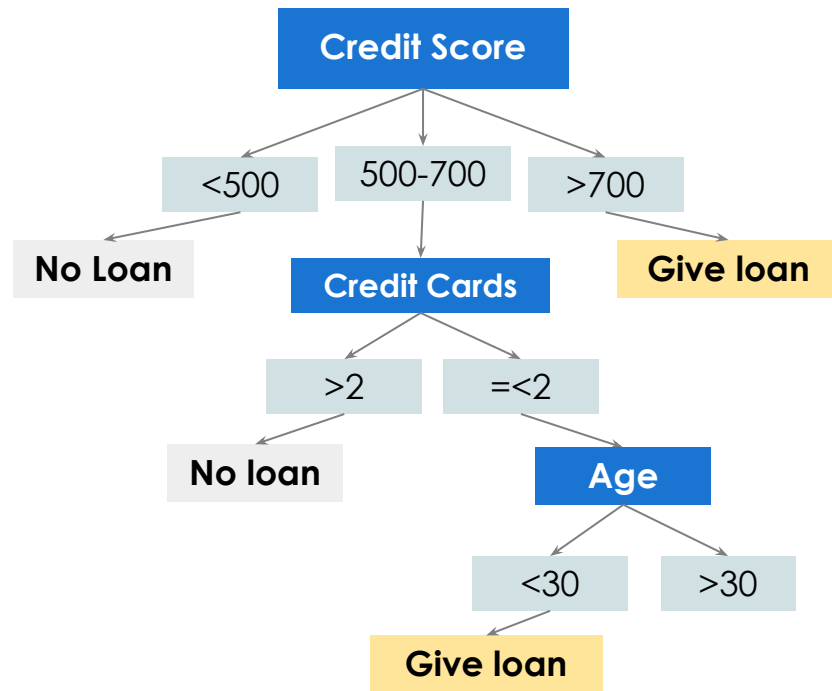 Credit Score
<500
500-700
>700
No Loan
Give loan
Credit Cards
>2
=<2
No loan
Age
<30
>30
Give loan